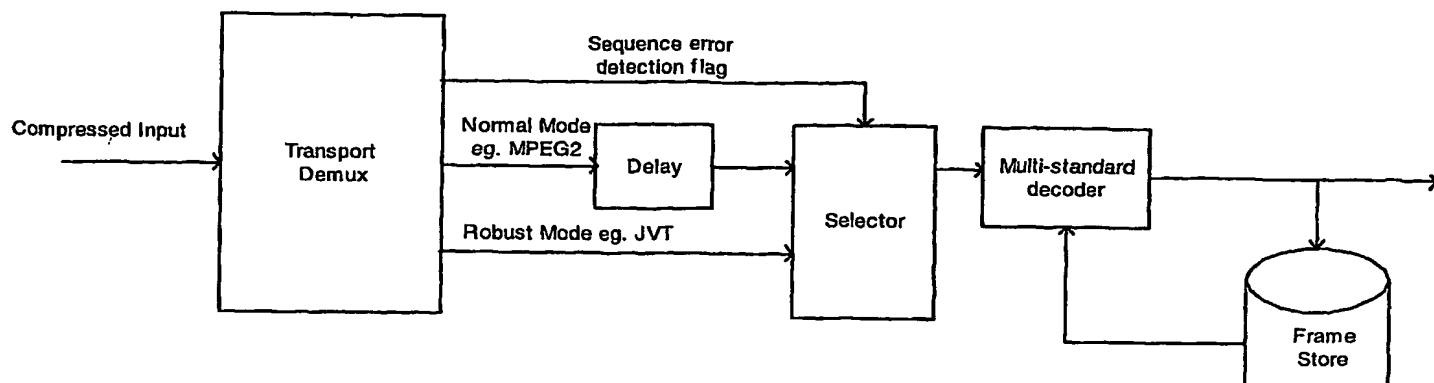 Sequence error
detection flag
Compressed Input
Transport
Demux
Normal Mode
eg. MPEG2
Delay
Robust Mode eg. JVT
Selector
Multi-standard
decoder
Frame
Store